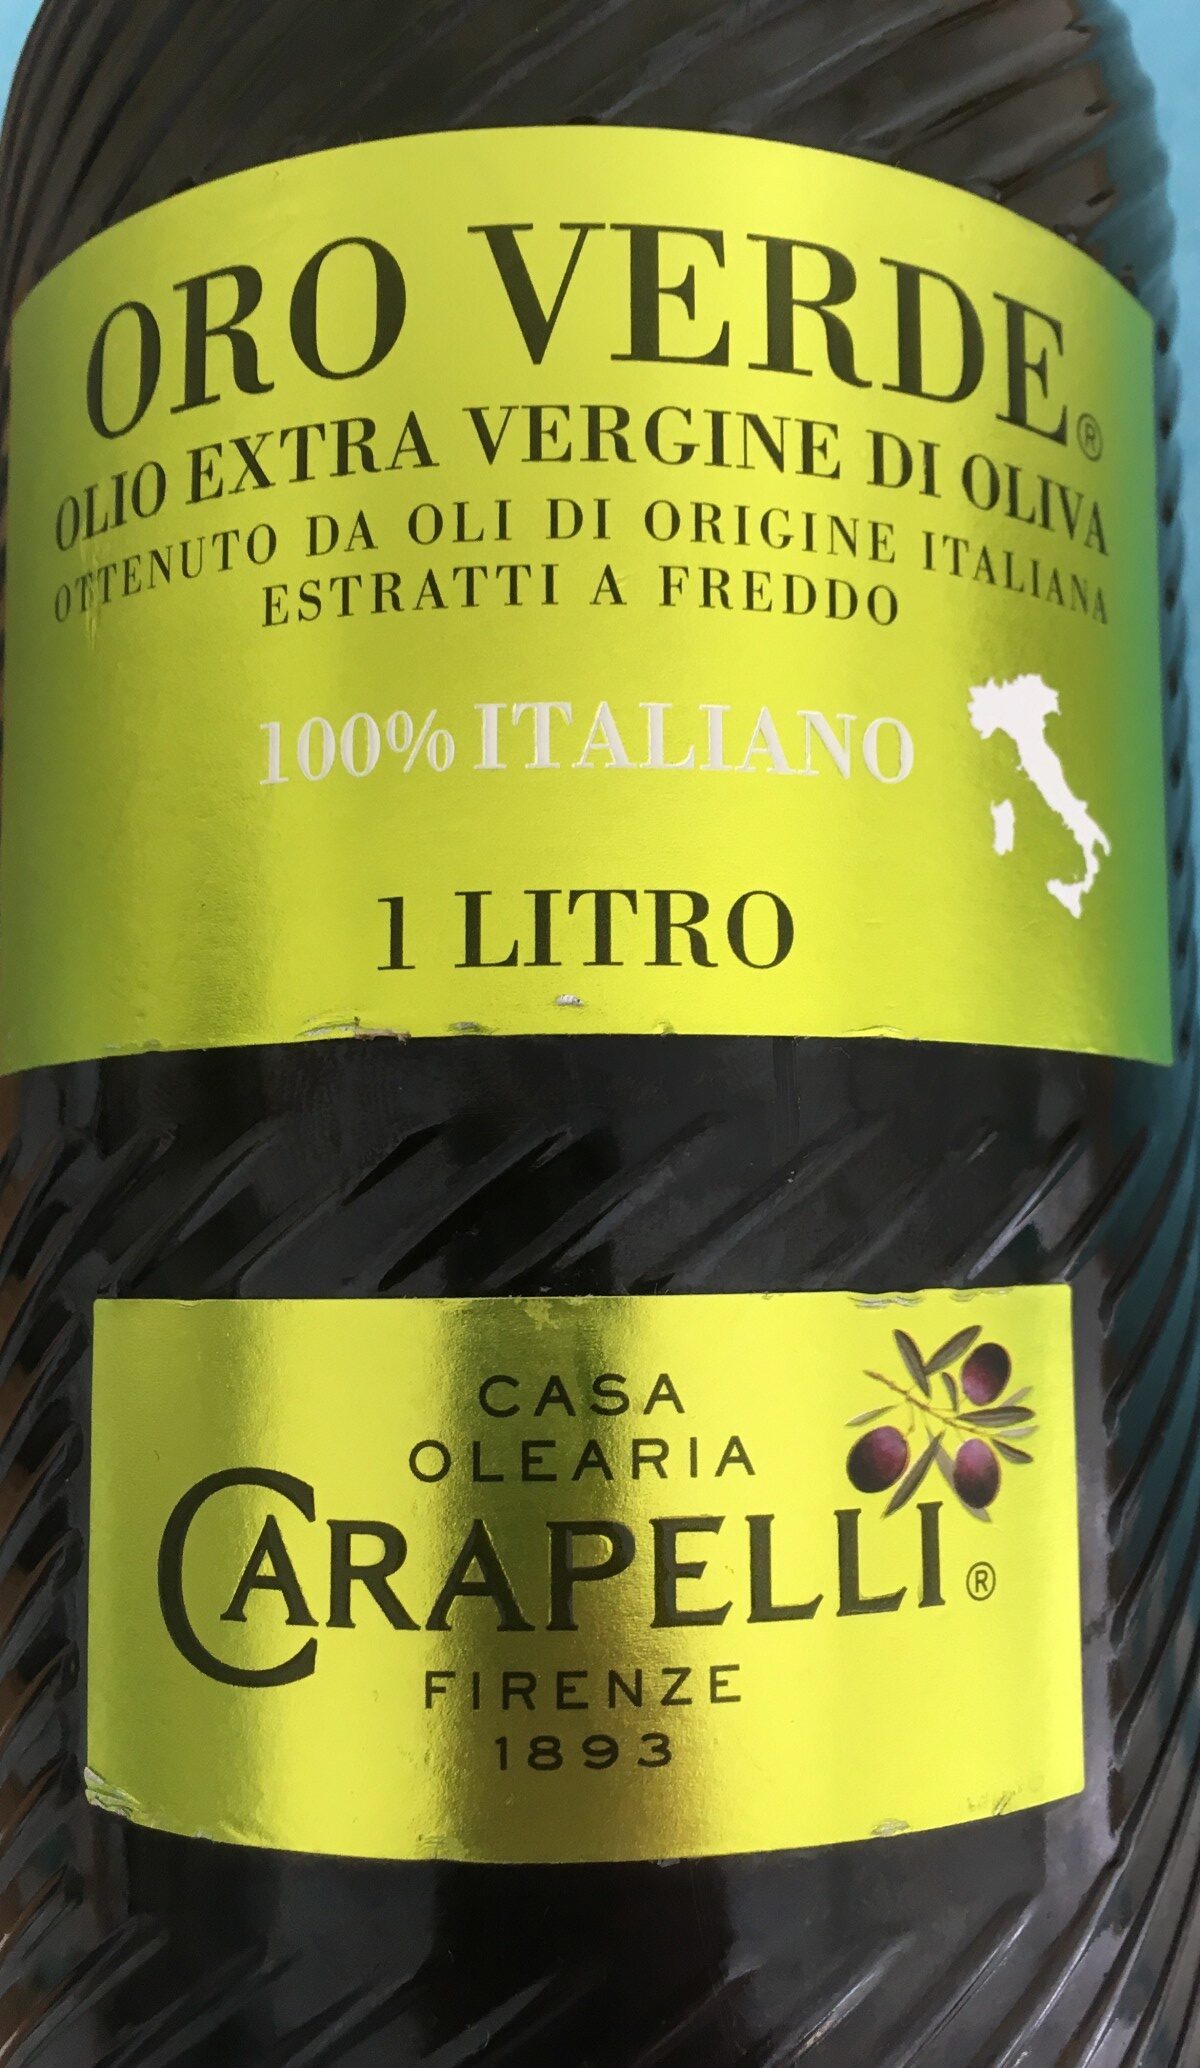 ORO VERDE®
OLIO EXTRA VERGINE DI OLIVA
OTTENUTO DA OLI DI ORIGINE ITALIANA
ESTRATTI A FREDDO
100% ITALIANO
1 LITRO
CASA
OLEARIA
CARAPELLI®
FIRENZE
1893